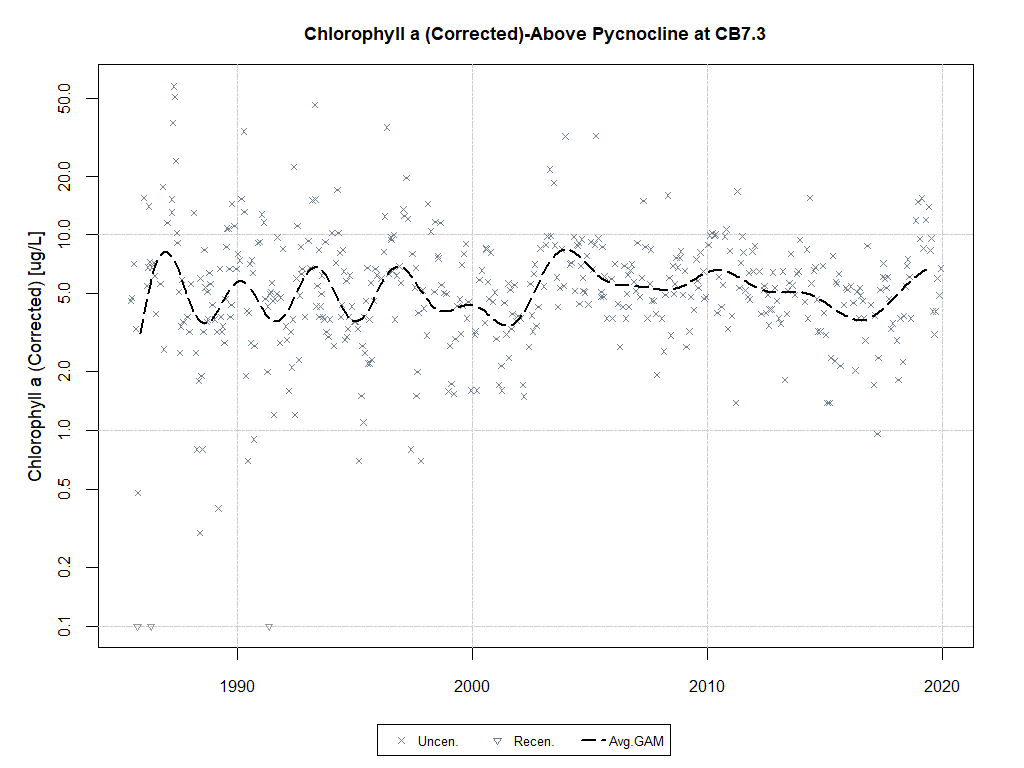 Chlorophyll a (Corrected)-Above Pycnocline at CB7.3
Chlorophyll a (Corrected) [ug/L]
50.0
20.0
10.0
5.0
2.0
1.0
0.5
0.2
0.1
1990 2000 2010 2020
Uncen. Recen. Avg.GAM